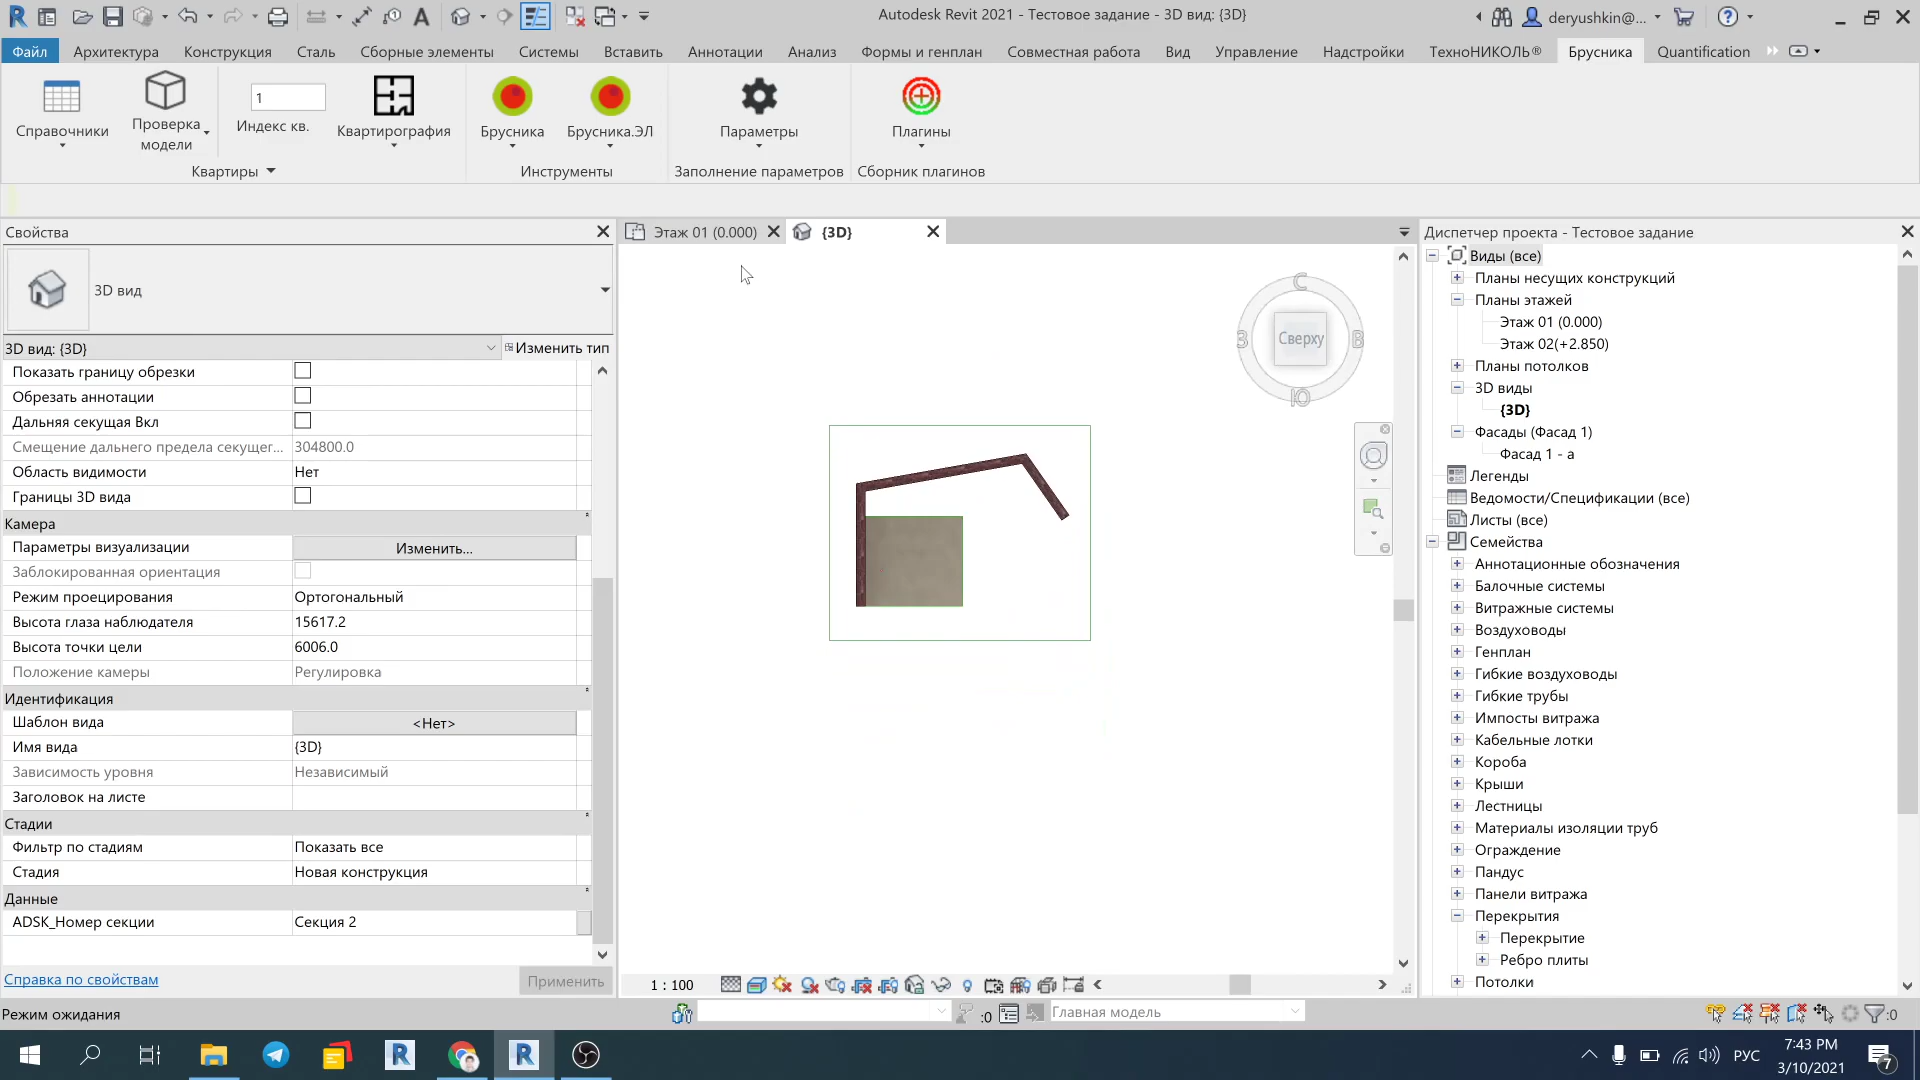 Autodesk Revit 2021 - Тестовое задание - 3D вид: {3D}
deryushkin@...
Файл Архитектура Конструкция Сталь Сборные элементы Системы Вставить Аннотации Анализ Формы и генплан Совместная работа Вид Управление Надстройки ТехноНИКОЛЬ® Брусника Quantification
1
Справочники
Проверка модели
Индекс кв.
Квартирография
Брусника
Брусника.ЭЛ
Параметры
Плагины
Квартиры
Инструменты
Заполнение параметров
Сборник плагинов
Свойства
3D вид
3D вид: {3D}
Изменить тип
Показать границу обрезки
Обрезать аннотации
Дальняя секущая Вкл
Смещение дальнего предела секущег... 304800.0
Область видимости Нет
Границы 3D вида
Камера
Параметры визуализации Изменить...
Заблокированная ориентация
Режим проецирования Ортогональный
Высота глаза наблюдателя 15617.2
Высота точки цели 6006.0
Положение камеры Регулировка
Идентификация
Шаблон вида <Нет>
Имя вида {3D}
Зависимость уровня Независимый
Заголовок на листе
Стадии
Фильтр по стадиям Показать все
Стадия Новая конструкция
Данные
ADSK_Номер секции Секция 2
Справка по свойствам
Применить
Этаж 01 (0.000)
{3D}
С
З
Сверху
В
Ю
1 : 100
Диспетчер проекта - Тестовое задание
Виды (все)
Планы несущих конструкций
Планы этажей
Этаж 01 (0.000)
Этаж 02(+2.850)
Планы потолков
3D виды
{3D}
Фасады (Фасад 1)
Фасад 1 - а
Легенды
Ведомости/Спецификации (все)
Листы (все)
Семейства
Аннотационные обозначения
Балочные системы
Витражные системы
Воздуховоды
Генплан
Гибкие воздуховоды
Гибкие трубы
Импосты витража
Кабельные лотки
Короба
Крыши
Лестницы
Материалы изоляции труб
Ограждение
Пандус
Панели витража
Перекрытия
Перекрытие
Ребро плиты
Потолки
Режим ожидания
:0
Главная модель
:0
РУС
7:43 PM
3/10/2021
7